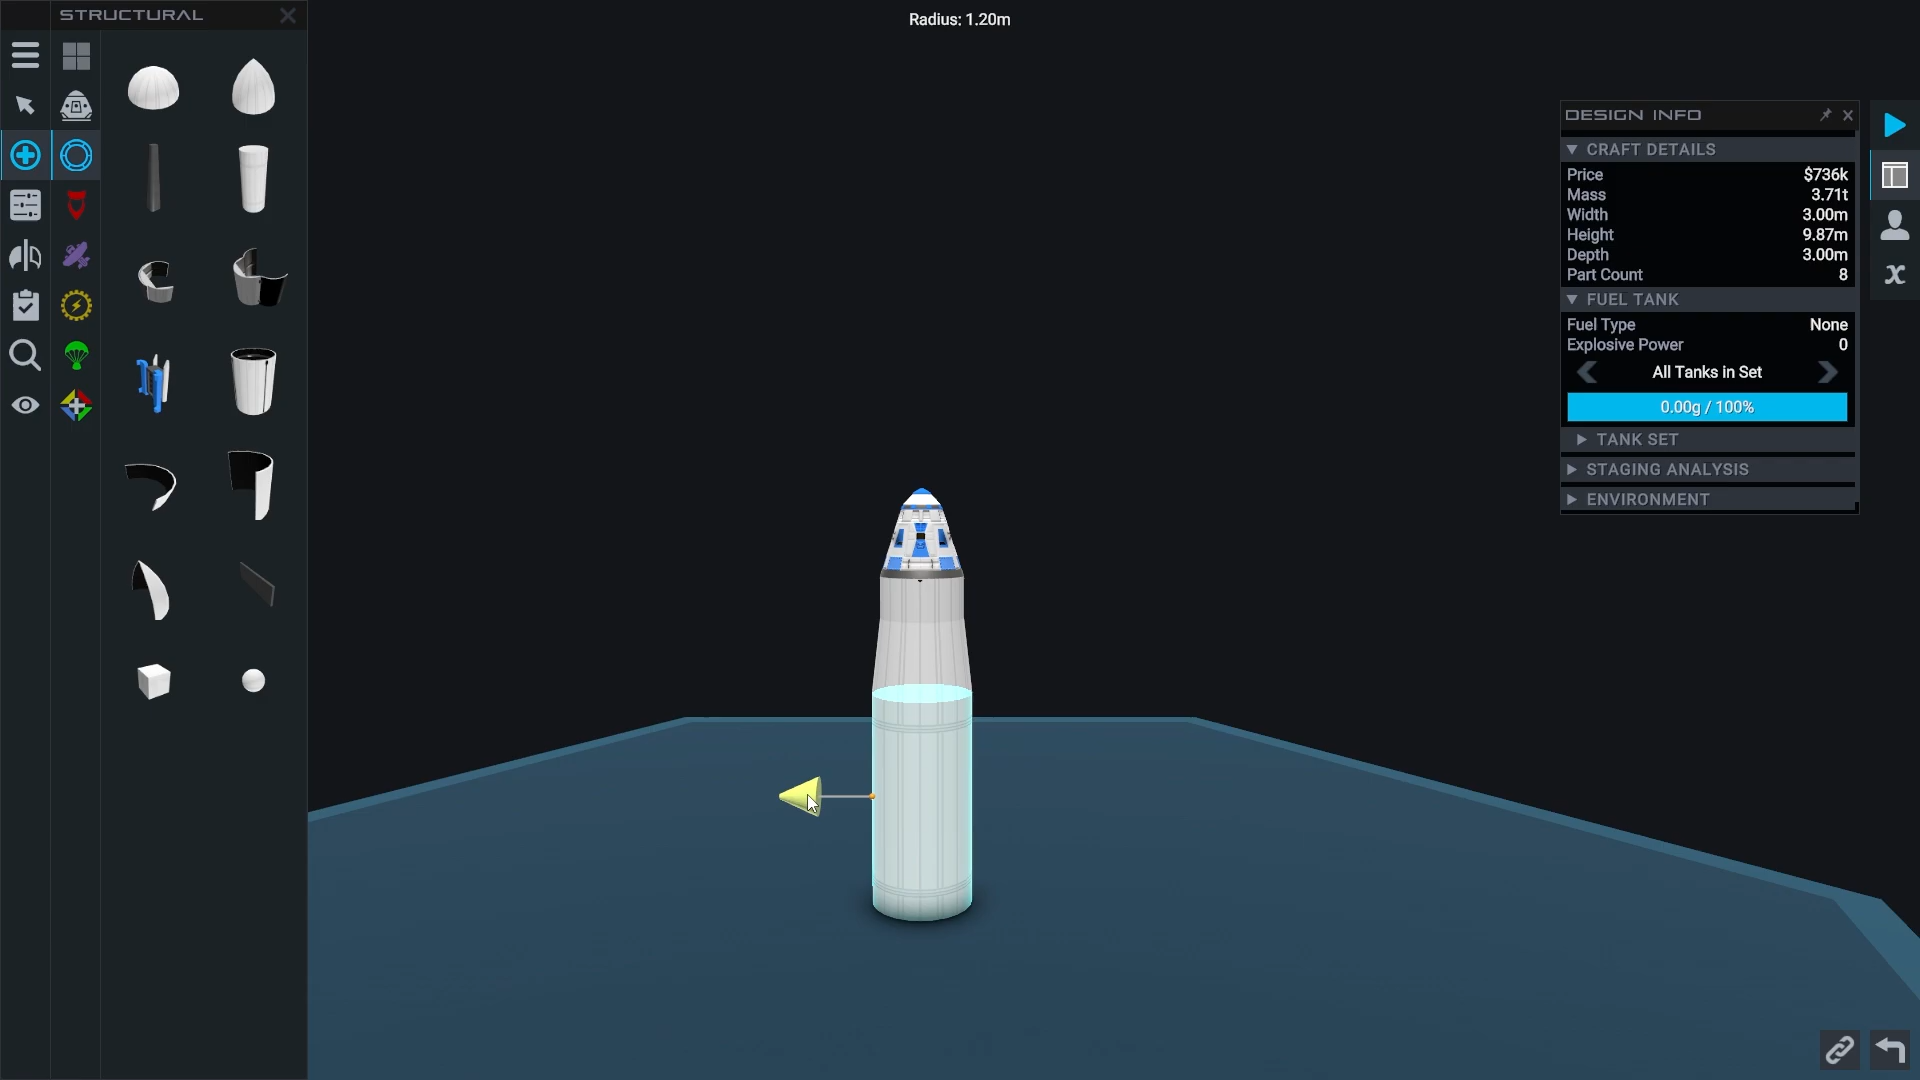 STRUCTURAL
Radius: 1.20m
DESIGN INFO
CRAFT DETAILS
Price $736k
Mass 3.71t
Width 3.00m
Height 9.87m
Depth 3.00m
Part Count 8
FUEL TANK
Fuel Type None
Explosive Power 0
All Tanks in Set
0.00g / 100%
TANK SET
STAGING ANALYSIS
ENVIRONMENT